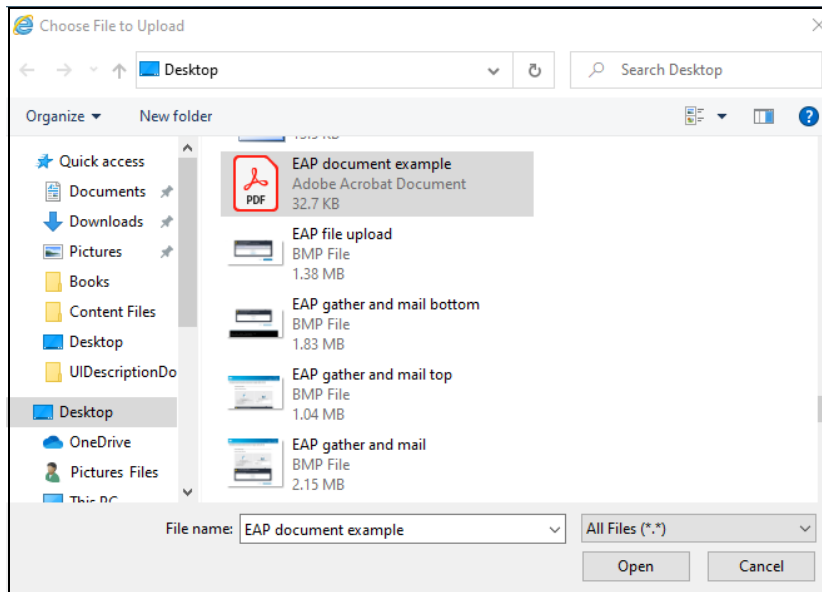 Choose File to Upload
Desktop
Search Desktop
Organize
New folder
Quick access
Documents
Downloads
Pictures
Books
Content Files
Desktop
UIDescriptionDo
Desktop
OneDrive
Pictures Files
This PC
EAP document example
Adobe Acrobat Document
32.7 KB
PDF
EAP file upload
BMP File
1.38 MB
EAP gather and mail bottom
BMP File
1.83 MB
EAP gather and mail top
BMP File
1.04 MB
EAP gather and mail
BMP File
2.15 MB
File name: EAP document example
All Files (*.*)
Open
Cancel